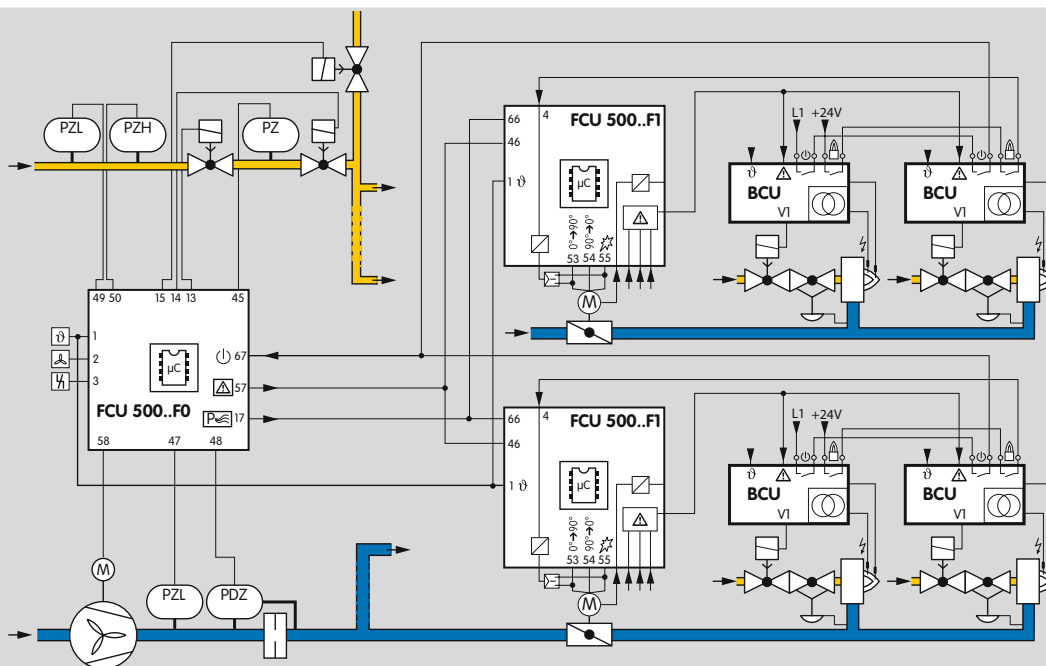 PZL PZH PZ
49 50 15 14 13 45
ϑ 1
2
3
67
57
P 17
µC
FCU 500..F0
58 47 48
M
PZL PDZ
4 FCU 500..F1
66
46
1 ϑ
µC
0°➔90°
90°➔0°
53 54 55
M
L1 +24V
ϑ
BCU
V1
ϑ
BCU
V1
4 FCU 500..F1
66
46
1 ϑ
µC
0°➔90°
90°➔0°
53 54 55
M
L1 +24V
ϑ
BCU
V1
ϑ
BCU
V1